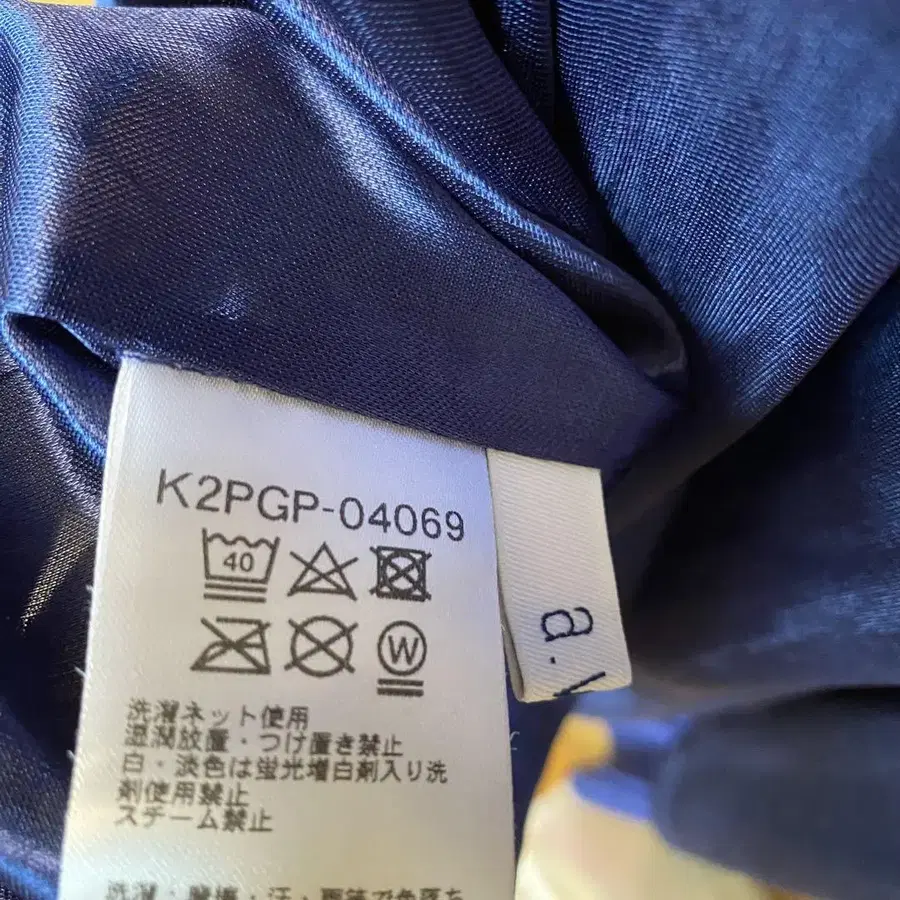 K2PGP-04069
40
W
洗濯ネット使用
湿潤放置・つけ置き禁止
白・淡色は蛍光増白剤入り洗
剤使用禁止
スチーム禁止
a.v